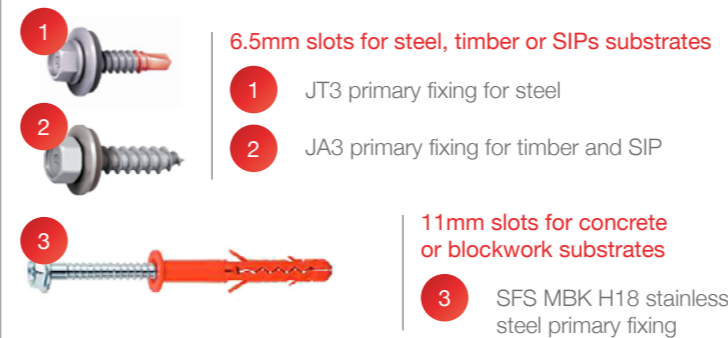 1
2
6.5mm slots for steel, timber or SIPs substrates
1 JT3 primary fixing for steel
2 JA3 primary fixing for timber and SIP
3
11mm slots for concrete
or blockwork substrates
3 SFS MBK H18 stainless
steel primary fixing